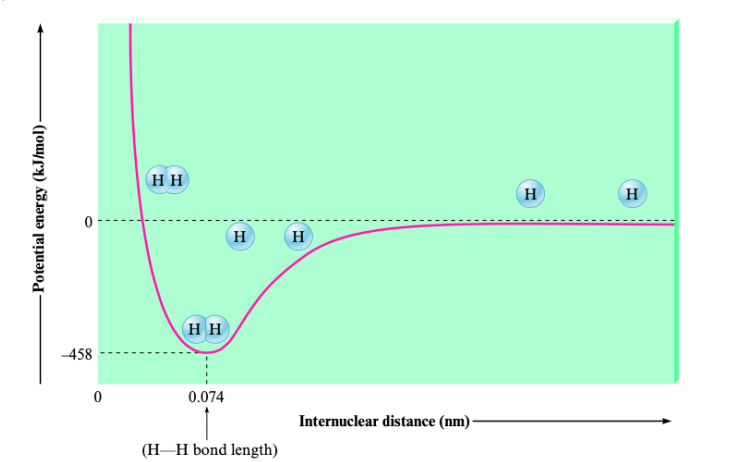 Potential energy (kJ/mol)
H H
H H
0
H H
H H
–458
0 0.074
Internuclear distance (nm)
(H—H bond length)